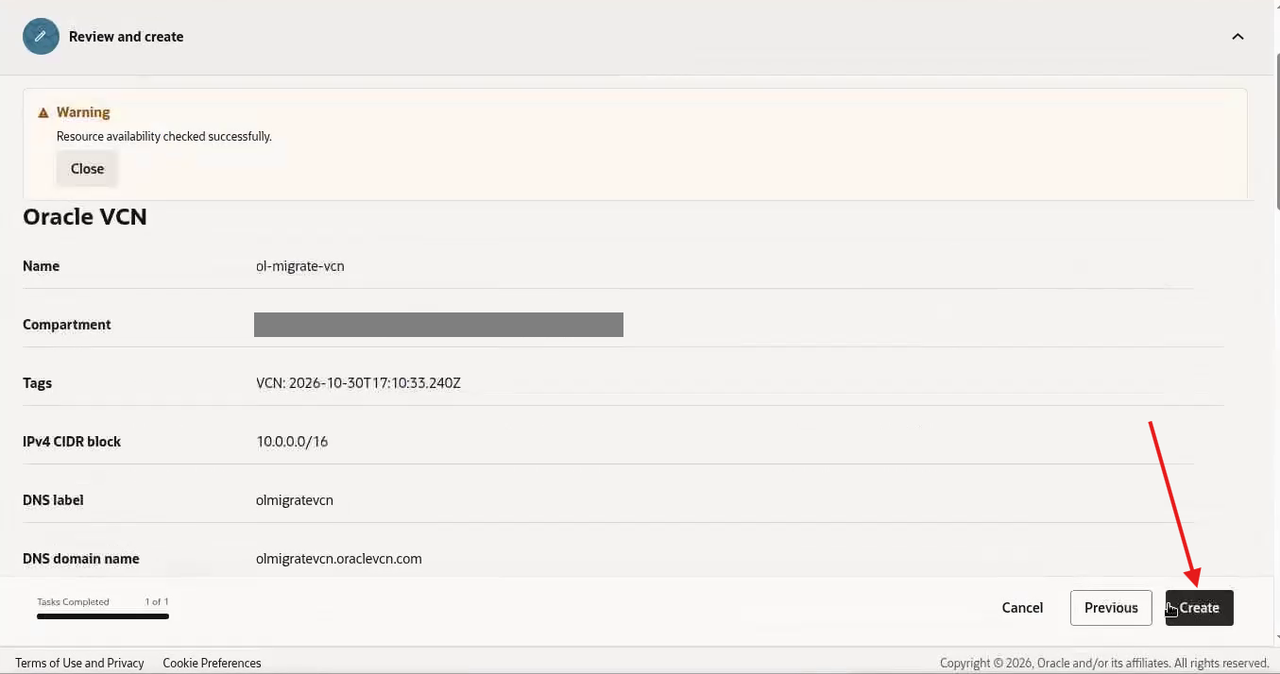 Review and create
Warning
Resource availability checked successfully.
Close
Oracle VCN
Name ol-migrate-vcn
Compartment
Tags VCN: 2026-10-30T17:10:33.240Z
IPv4 CIDR block 10.0.0.0/16
DNS label olmigratevcn
DNS domain name olmigratevcn.oraclevcn.com
Tasks Completed 1 of 1
Cancel Previous Create
Terms of Use and Privacy Cookie Preferences Copyright © 2026, Oracle and/or its affiliates. All rights reserved.